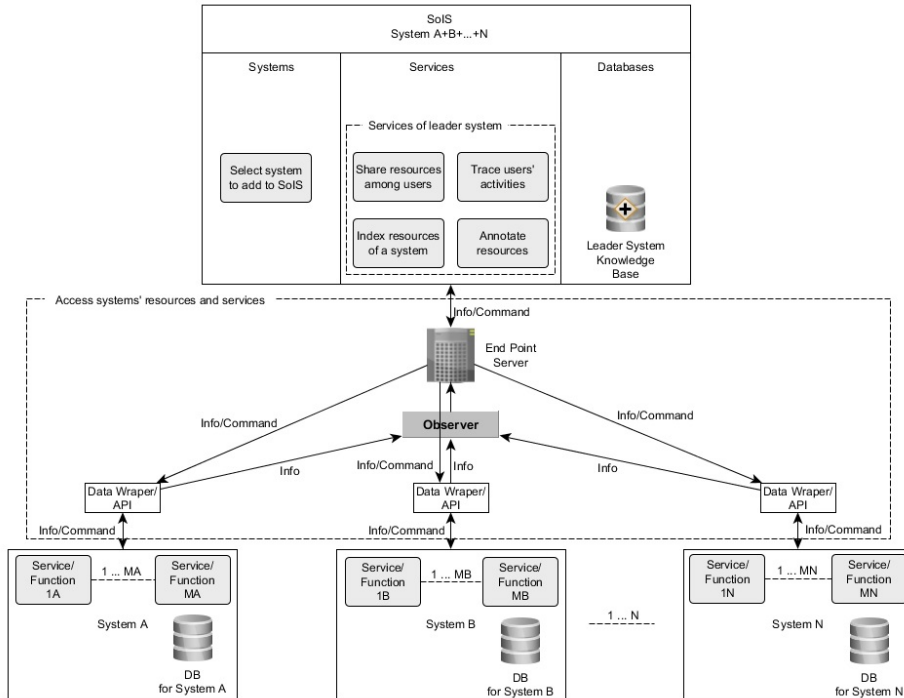 SoIS
System A+B+...+N
Systems
Services
Databases
Services of leader system
Select system
to add to SoIS
Share resources
among users
Trace users'
activities
Index resources
of a system
Annotate
resources
Leader System
Knowledge
Base
Access systems' resources and services
Info/Command
End Point
Server
Info/Command
Info/Command
Observer
Info
Info/Command
Info
Info
Data Wraper/
API
Data Wraper/
API
Data Wraper/
API
Info/Command
Info/Command
Info/Command
Service/
Function
1A
1 ... MA
Service/
Function
MA
System A
DB
for System A
Service/
Function
1B
1 ... MB
Service/
Function
MB
System B
DB
for System B
1 ... N
Service/
Function
1N
1 ... MN
Service/
Function
MN
System N
DB
for System N